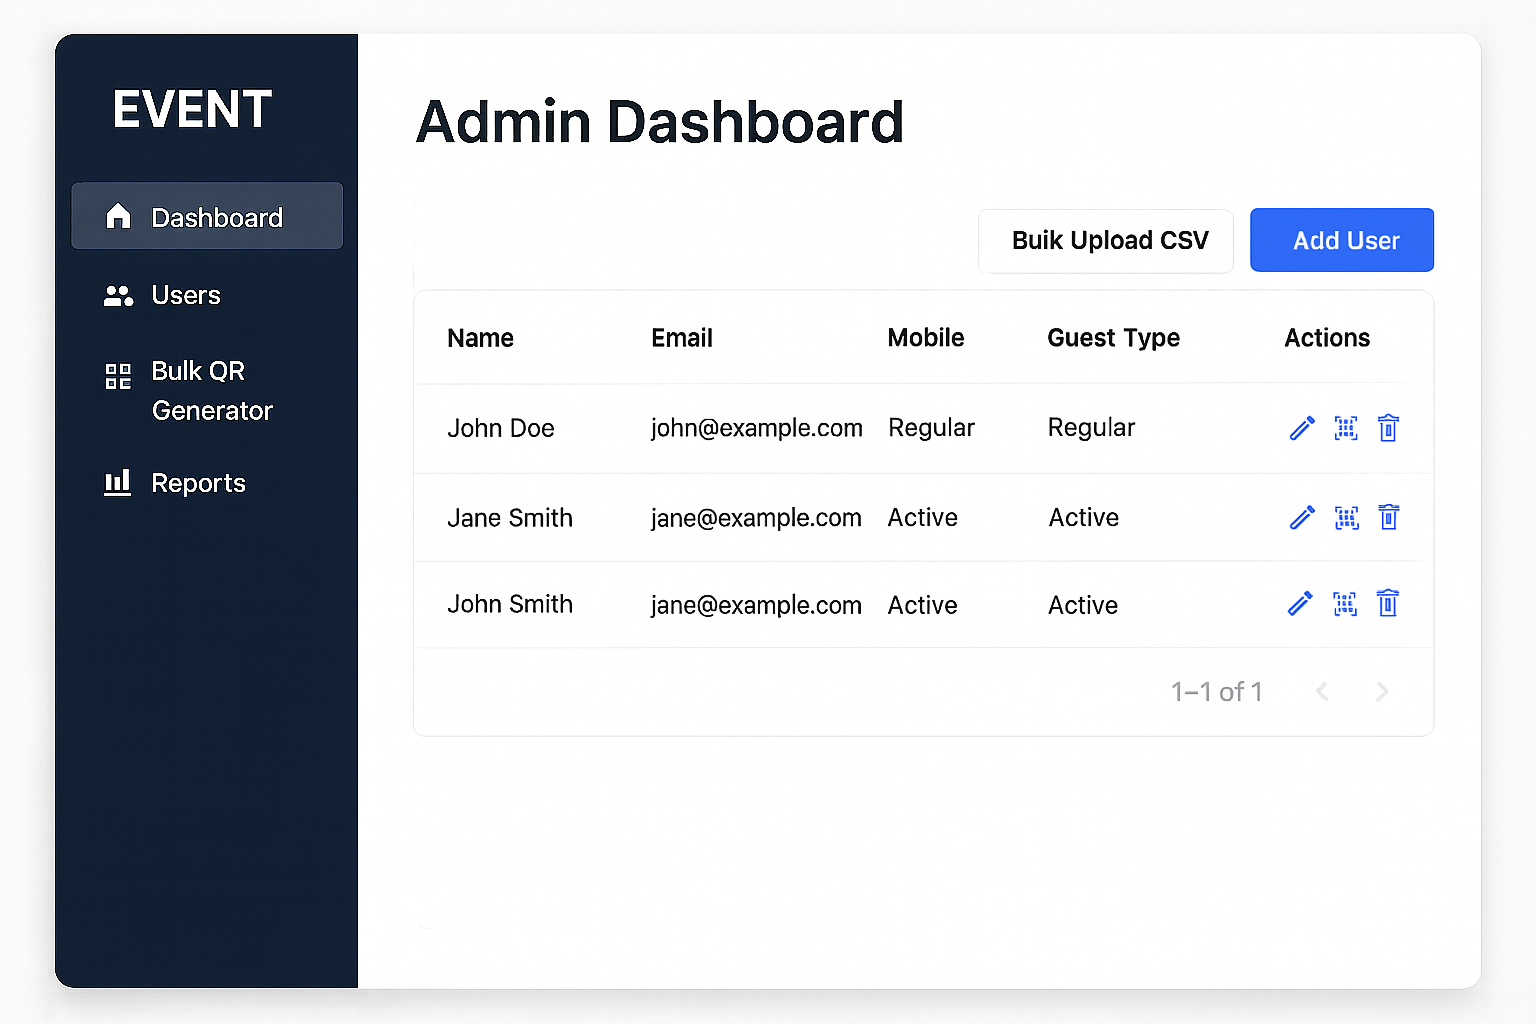 EVENT
Dashboard
Users
Bulk QR
Generator
Reports
Admin Dashboard
Buik Upload CSV
Add User
Name Email Mobile Guest Type Actions
John Doe john@example.com Regular Regular
Jane Smith jane@example.com Active Active
John Smith jane@example.com Active Active
1–1 of 1